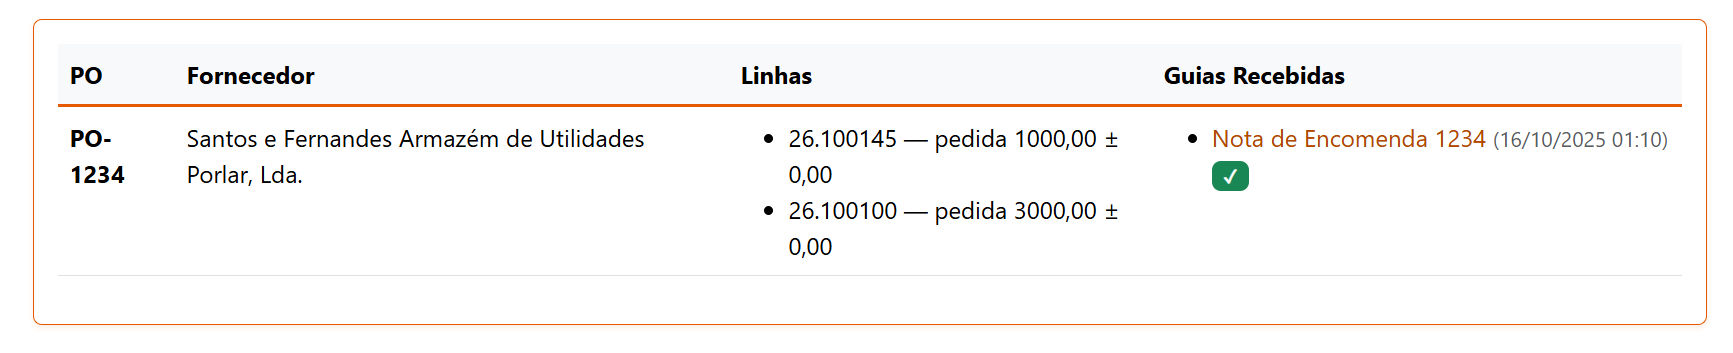 PO Fornecedor Linhas Guias Recebidas
PO-
1234
Santos e Fernandes Armazém de Utilidades
Porlar, Lda.
• 26.100145 — pedida 1000,00 ±
0,00
• 26.100100 — pedida 3000,00 ±
0,00
• Nota de Encomenda 1234 (16/10/2025 01:10)
✓